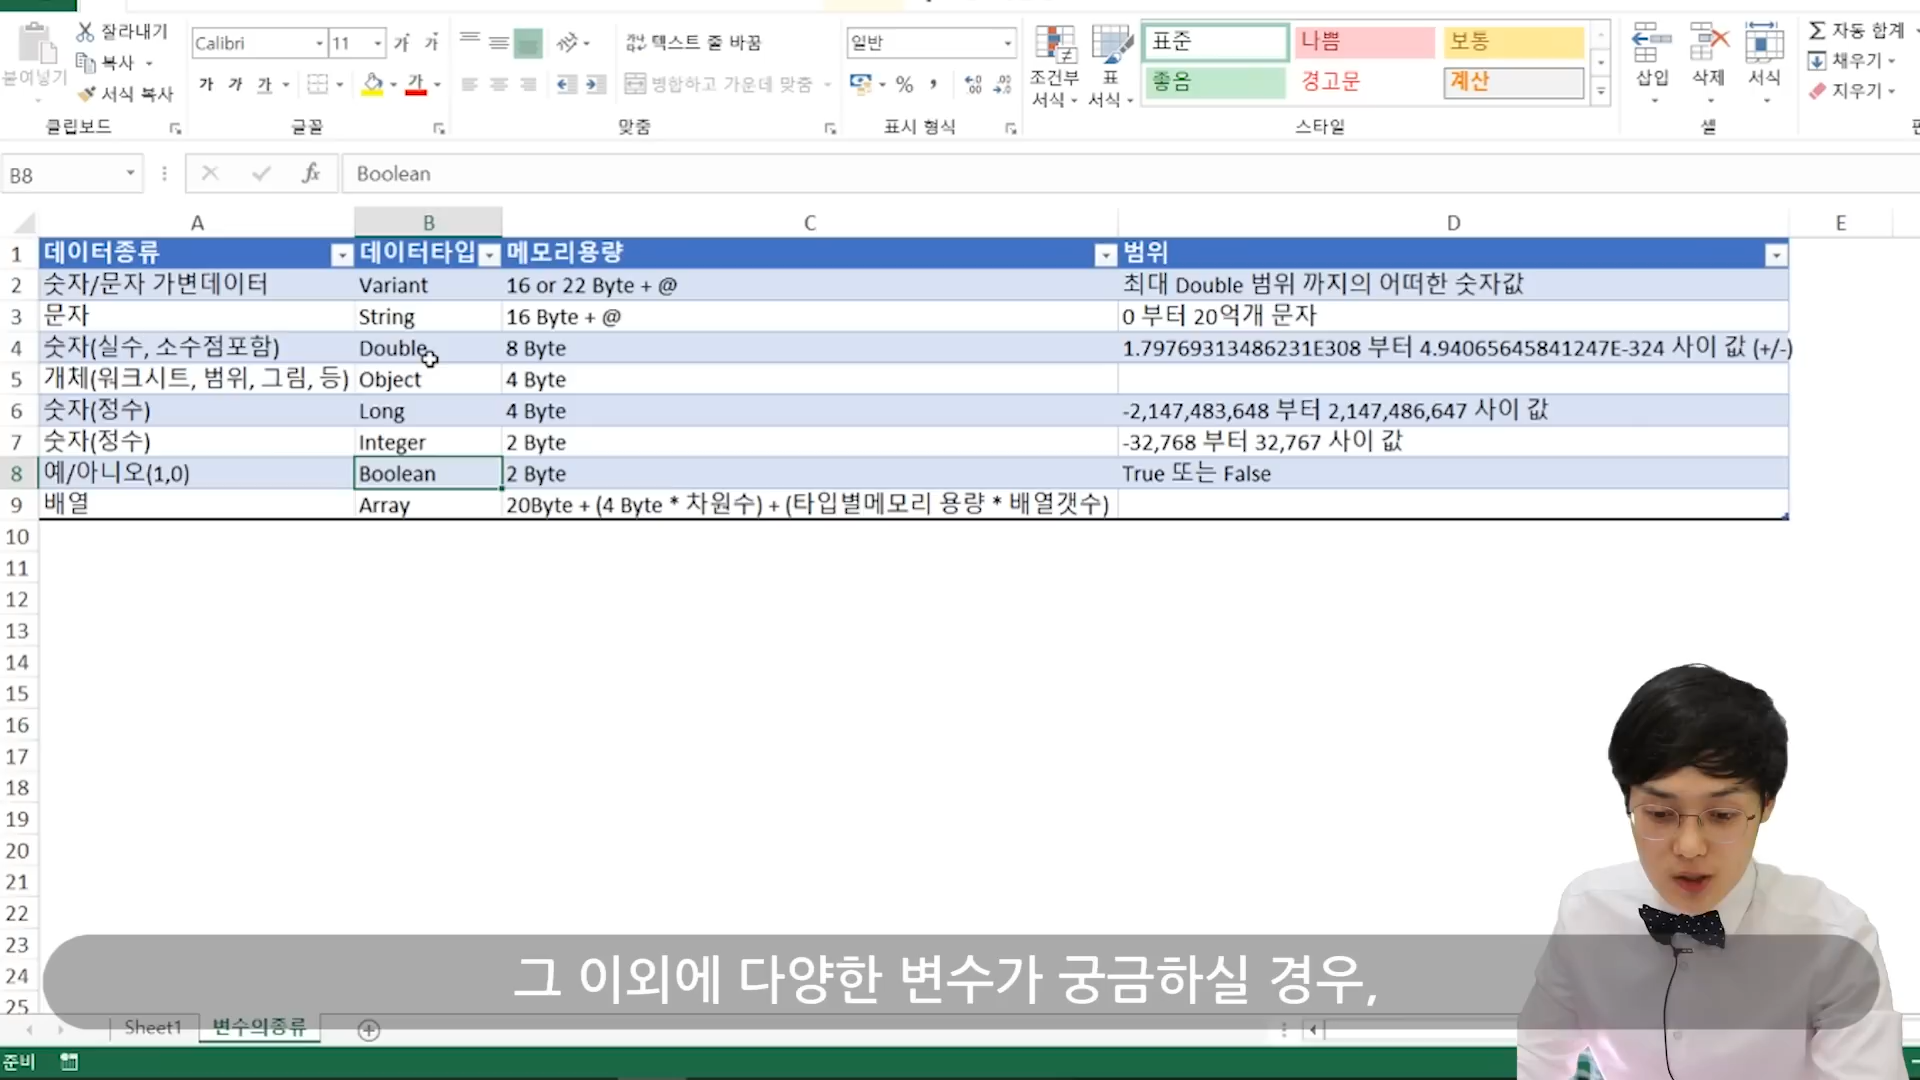 잘라내기
복사
붙여넣기
서식 복사
클립보드
Calibri
11
가 가
가 가 가
가
글꼴
텍스트 줄 바꿈
병합하고 가운데 맞춤
맞춤
일반
%
표시 형식
조건부
서식
표
서식
표준
나쁨
보통
좋음
경고문
계산
스타일
삽입
삭제
서식
셀
자동 합계
채우기
지우기
B8
fx
Boolean
A B C D E
1 데이터종류 데이터타입 메모리용량 범위
2 숫자/문자 가변데이터 Variant 16 or 22 Byte + @ 최대 Double 범위 까지의 어떠한 숫자값
3 문자 String 16 Byte + @ 0 부터 20억개 문자
4 숫자(실수, 소수점포함) Double 8 Byte 1.79769313486231E308 부터 4.94065645841247E-324 사이 값 (+/-)
5 개체(워크시트, 범위, 그림, 등) Object 4 Byte
6 숫자(정수) Long 4 Byte -2,147,483,648 부터 2,147,486,647 사이 값
7 숫자(정수) Integer 2 Byte -32,768 부터 32,767 사이 값
8 예/아니오(1,0) Boolean 2 Byte True 또는 False
9 배열 Array 20Byte + (4 Byte * 차원수) + (타입별메모리 용량 * 배열갯수)
10
11
12
13
14
15
16
17
18
19
20
21
22
23
24
25
그 이외에 다양한 변수가 궁금하실 경우,
Sheet1
변수의종류
준비